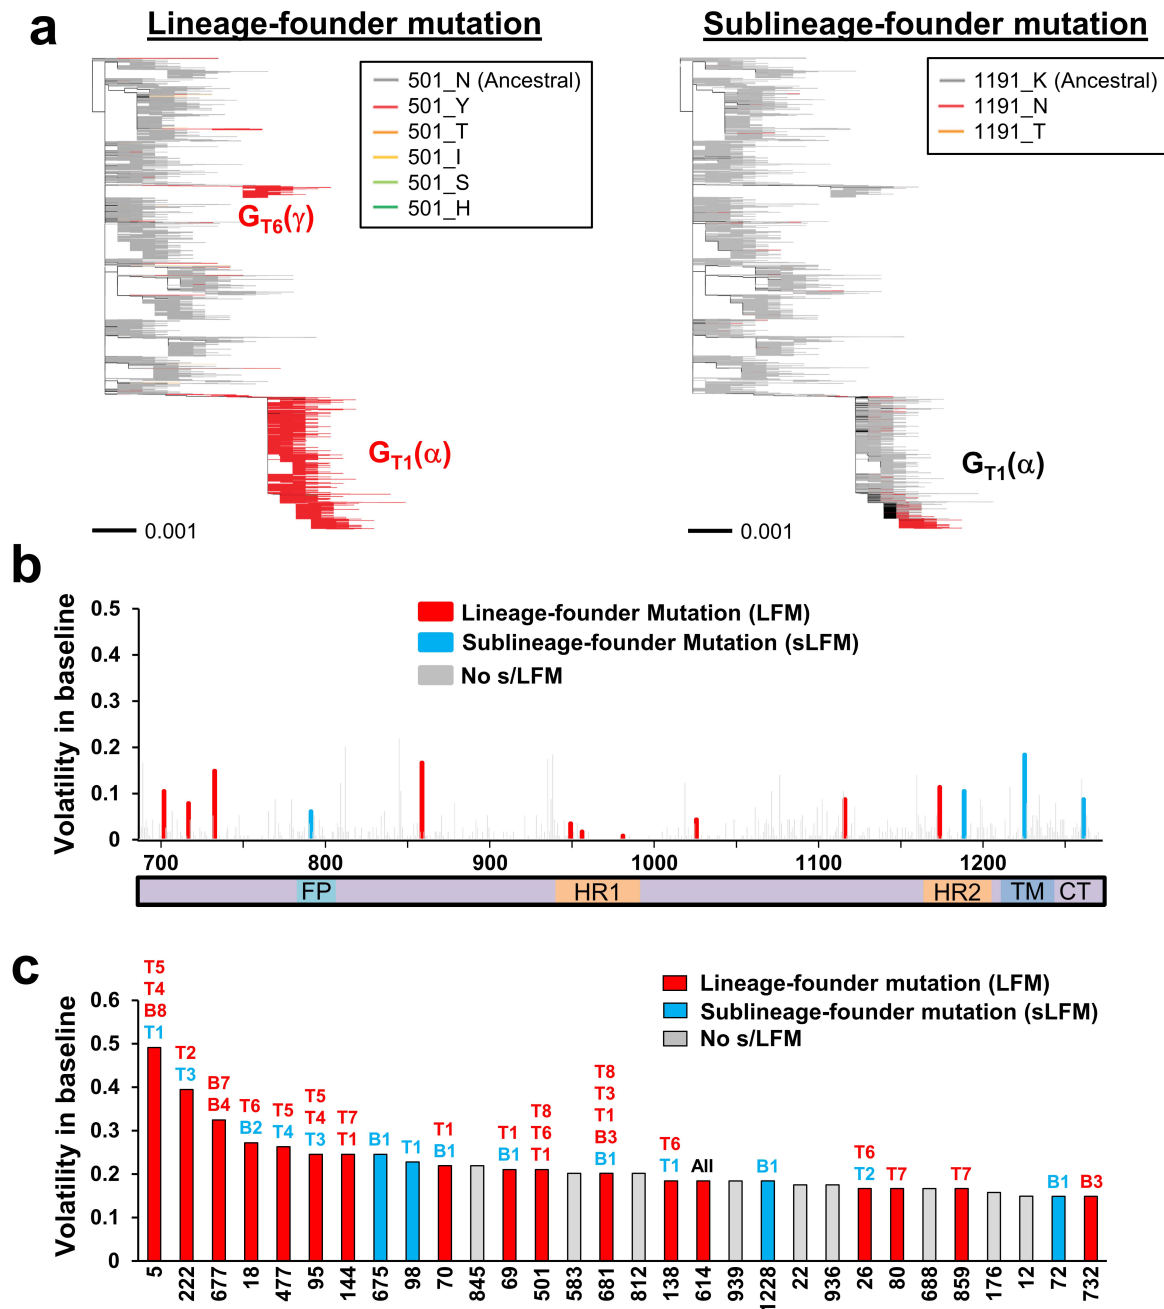 a
Lineage-founder mutation
Sublineage-founder mutation
501_N (Ancestral)
501_Y
501_T
501_I
501_S
501_H
1191_K (Ancestral)
1191_N
1191_T
GT6(γ)
GT1(α)
GT1(α)
0.001
0.001
b
Volatility in baseline
0.5
0.4
0.3
0.2
0.1
0
Lineage-founder Mutation (LFM)
Sublineage-founder Mutation (sLFM)
No s/LFM
700 800 900 1000 1100 1200
FP HR1 HR2 TM CT
c
Volatility in baseline
0.6
0.5
0.4
0.3
0.2
0.1
0
Lineage-founder mutation (LFM)
Sublineage-founder mutation (sLFM)
No s/LFM
T5
T4
B8
T1
T2
T3
B7
B4
T6
B2
T5
T4
T5
T4
T3
T7
T1
B1
T1
T1
B1
T1
B1
T8
T6
T1
T8
T3
T1
B3
B1
T6
T1
All
B1
T6
T2
T7
T7
B1
B3
5 222 677 18 477 95 144 675 98 70 845 69 501 583 681 812 138 614 939 1228 22 936 26 80 688 859 176 12 72 732